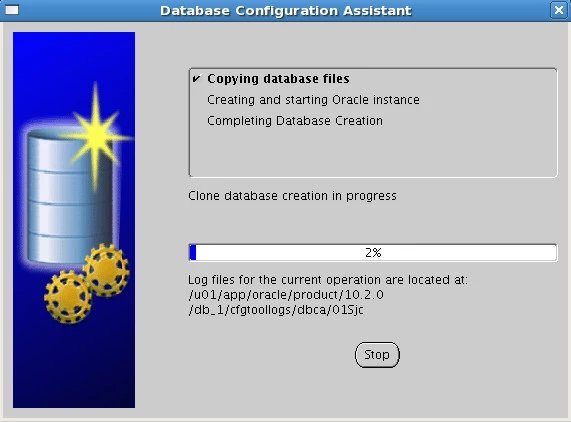 Database Configuration Assistant
Copying database files
Creating and starting Oracle instance
Completing Database Creation
Clone database creation in progress
2%
Log files for the current operation are located at:
/u01/app/oracle/product/10.2.0
/db_1/cfgtoollogs/dbca/01Sjc
Stop